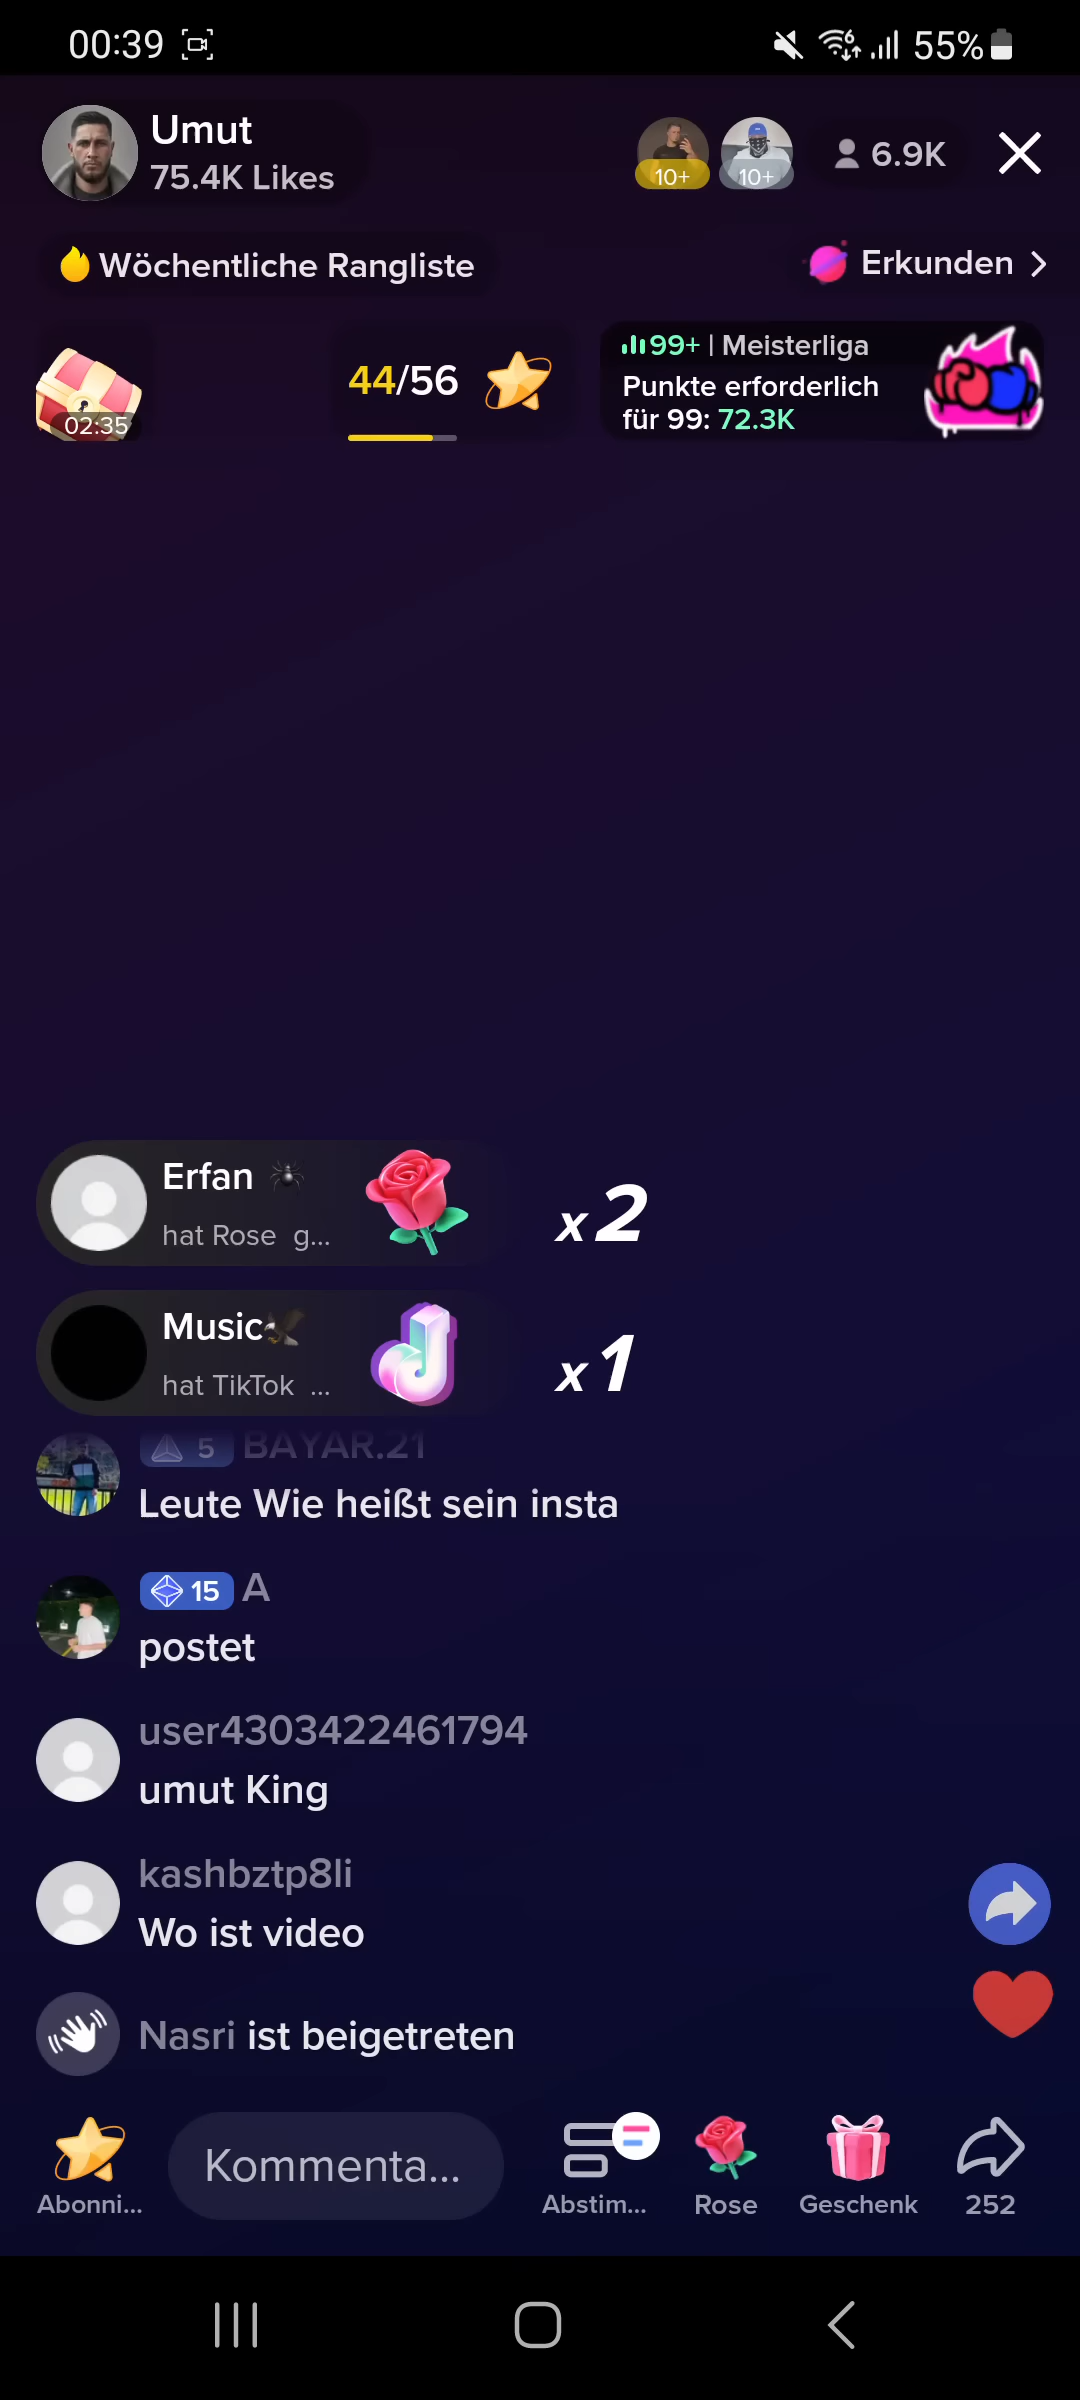 00:39
55%
Umut
75.4K Likes
10+
10+
6.9K
Wöchentliche Rangliste
Erkunden
02:35
44/56
99+ | Meisterliga
Punkte erforderlich
für 99: 72.3K
Erfan
hat Rose g...
x2
Music
hat TikTok ...
x1
5 BAYAR.21
Leute Wie heißt sein insta
15 A
postet
user4303422461794
umut King
kashbztp8li
Wo ist video
Nasri ist beigetreten
Kommenta...
Abonni...
Abstim...
Rose
Geschenk
252